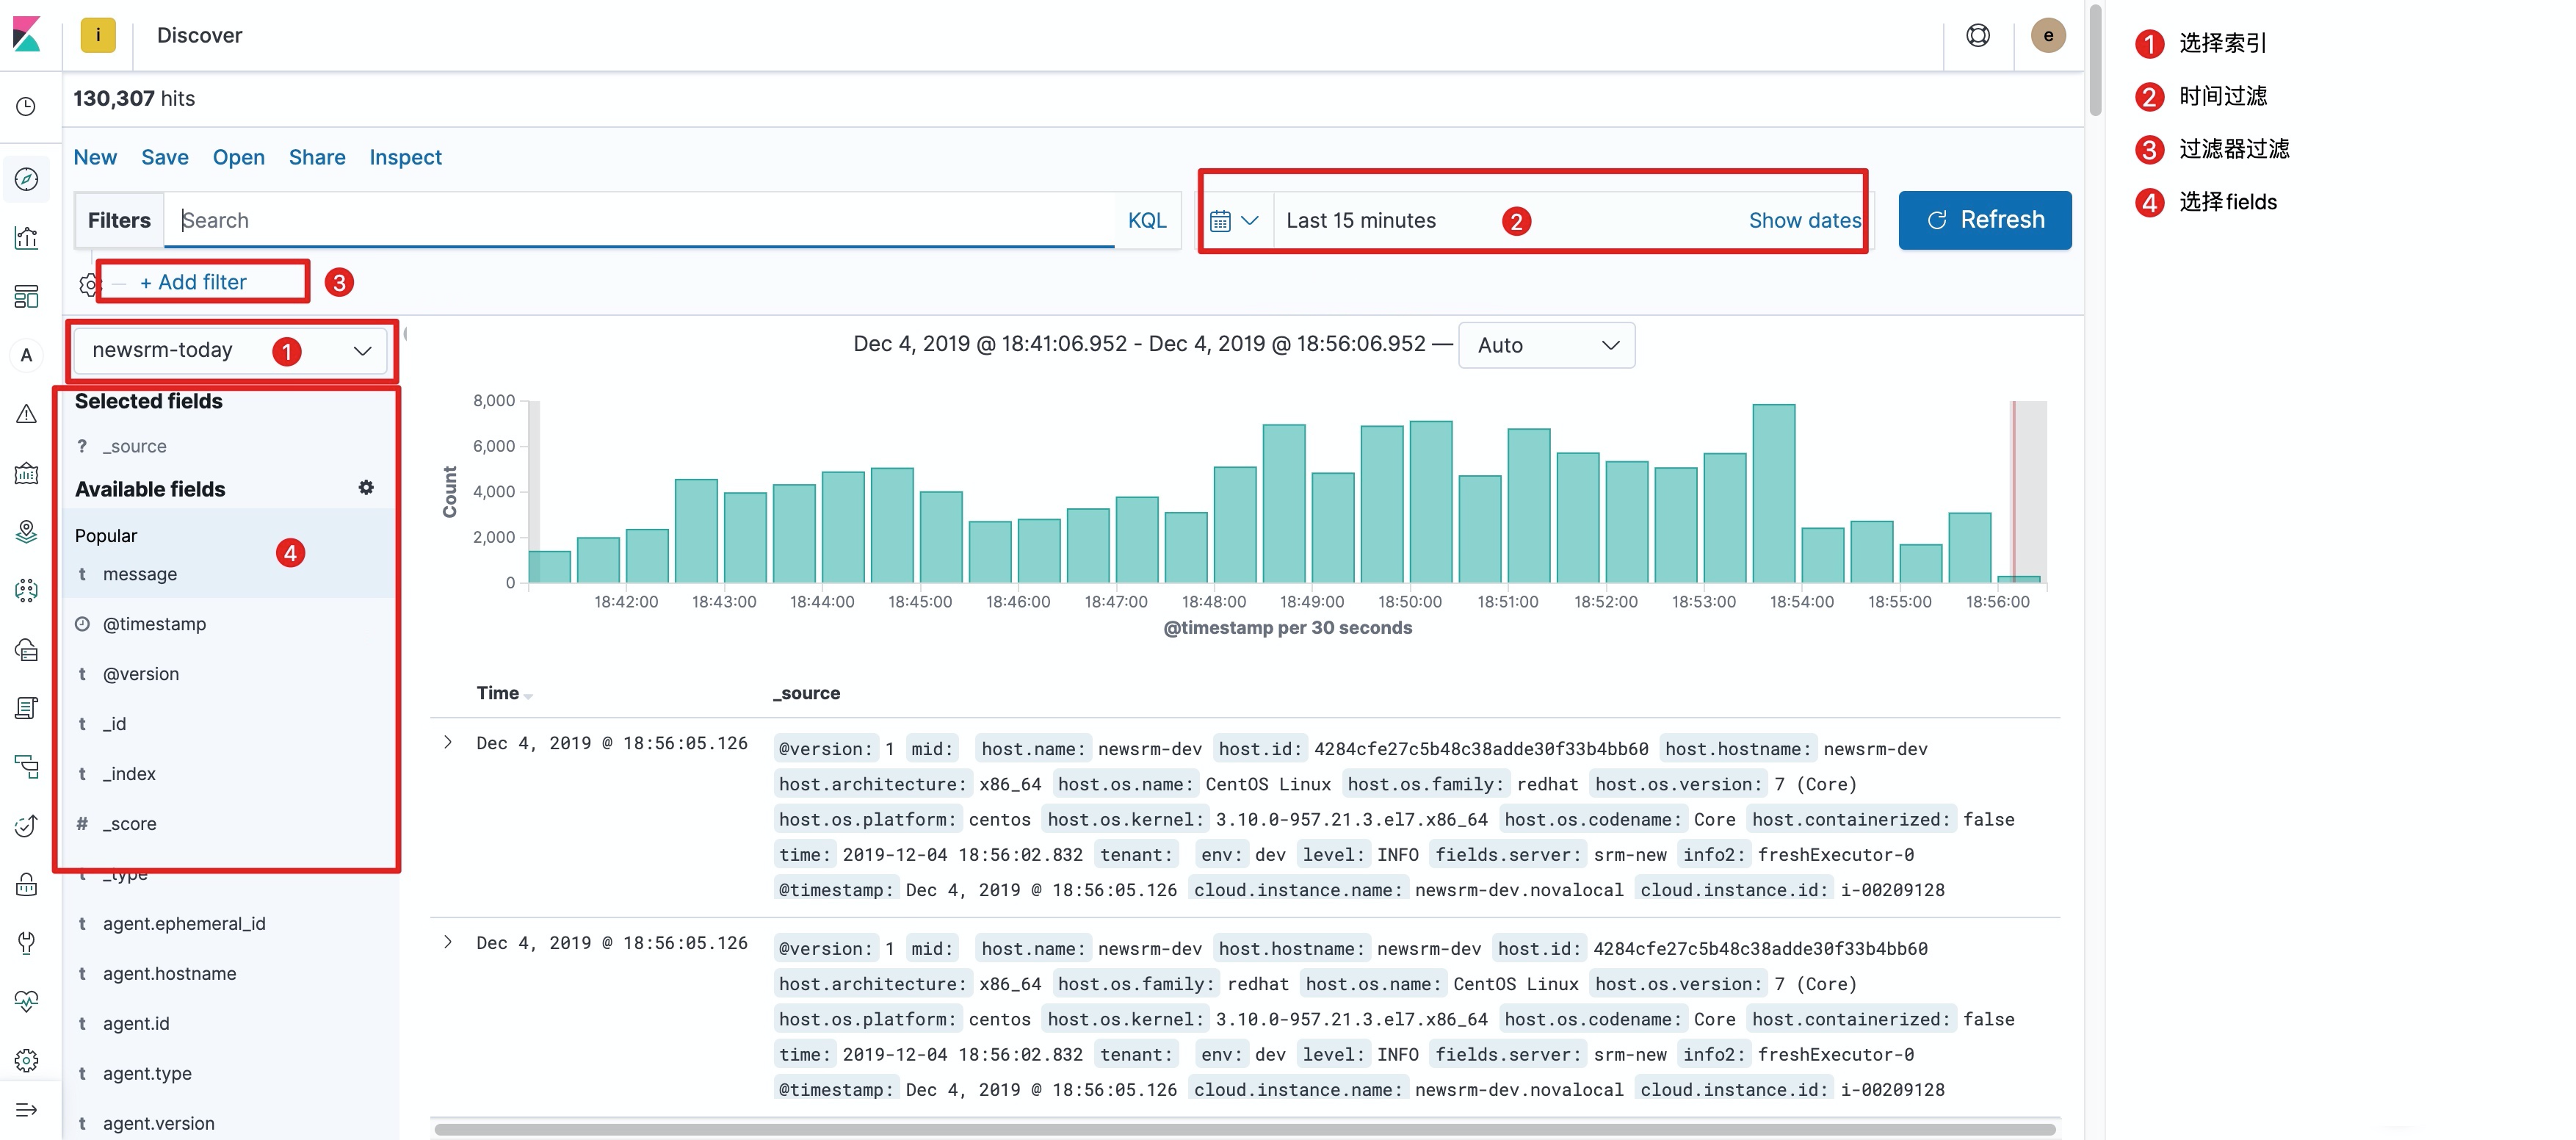 i Discover e
130,307 hits
New Save Open Share Inspect
Filters Search KQL Last 15 minutes 2 Show dates Refresh
+ Add filter 3
newsrm-today 1
Selected fields
? _source
Available fields
Popular
4
t message
@timestamp
t @version
t _id
t _index
# _score
t _type
t agent.ephemeral_id
t agent.hostname
t agent.id
t agent.type
t agent.version
A
Dec 4, 2019 @ 18:41:06.952 - Dec 4, 2019 @ 18:56:06.952 — Auto
8,000
6,000
4,000
2,000
0
Count
18:42:00 18:43:00 18:44:00 18:45:00 18:46:00 18:47:00 18:48:00 18:49:00 18:50:00 18:51:00 18:52:00 18:53:00 18:54:00 18:55:00 18:56:00
@timestamp per 30 seconds
Time _source
Dec 4, 2019 @ 18:56:05.126 @version: 1 mid: host.name: newsrm-dev host.id: 4284cfe27c5b48c38adde30f33b4bb60 host.hostname: newsrm-dev
host.architecture: x86_64 host.os.name: CentOS Linux host.os.family: redhat host.os.version: 7 (Core)
host.os.platform: centos host.os.kernel: 3.10.0-957.21.3.el7.x86_64 host.os.codename: Core host.containerized: false
time: 2019-12-04 18:56:02.832 tenant: env: dev level: INFO fields.server: srm-new info2: freshExecutor-0
@timestamp: Dec 4, 2019 @ 18:56:05.126 cloud.instance.name: newsrm-dev.novalocal cloud.instance.id: i-00209128
Dec 4, 2019 @ 18:56:05.126 @version: 1 mid: host.name: newsrm-dev host.hostname: newsrm-dev host.id: 4284cfe27c5b48c38adde30f33b4bb60
host.architecture: x86_64 host.os.family: redhat host.os.name: CentOS Linux host.os.version: 7 (Core)
host.os.platform: centos host.os.kernel: 3.10.0-957.21.3.el7.x86_64 host.os.codename: Core host.containerized: false
time: 2019-12-04 18:56:02.832 tenant: env: dev level: INFO fields.server: srm-new info2: freshExecutor-0
@timestamp: Dec 4, 2019 @ 18:56:05.126 cloud.instance.name: newsrm-dev.novalocal cloud.instance.id: i-00209128
1 选择索引
2 时间过滤
3 过滤器过滤
4 选择fields